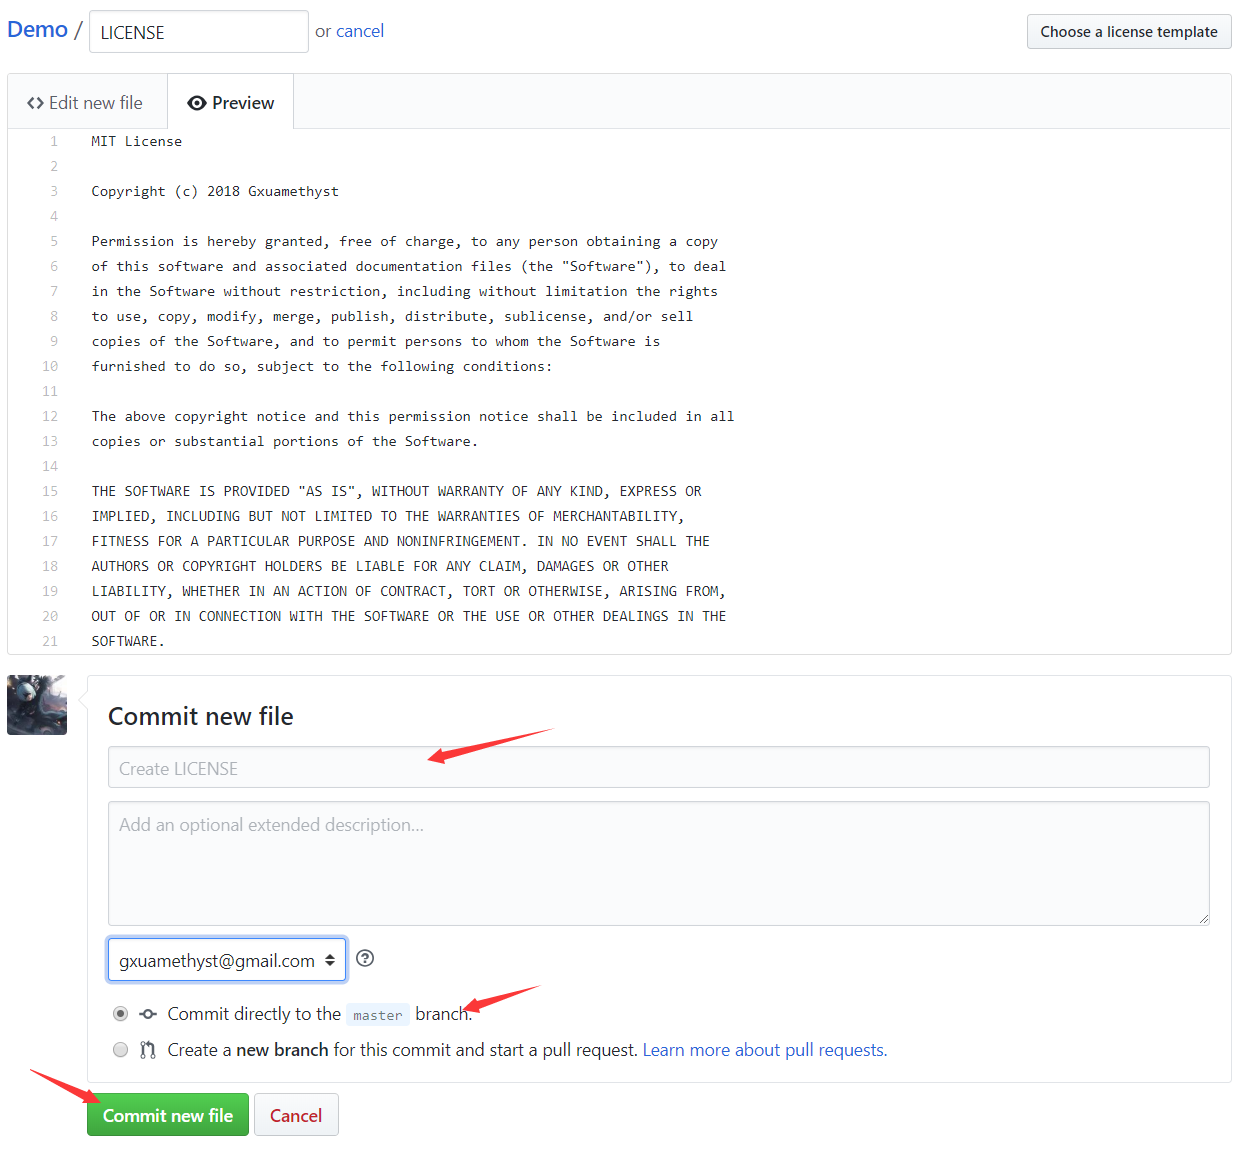 Demo / LICENSE or cancel
Choose a license template
Edit new file
Preview
1 MIT License
2
3 Copyright (c) 2018 Gxuamethyst
4
5 Permission is hereby granted, free of charge, to any person obtaining a copy
6 of this software and associated documentation files (the "Software"), to deal
7 in the Software without restriction, including without limitation the rights
8 to use, copy, modify, merge, publish, distribute, sublicense, and/or sell
9 copies of the Software, and to permit persons to whom the Software is
10 furnished to do so, subject to the following conditions:
11
12 The above copyright notice and this permission notice shall be included in all
13 copies or substantial portions of the Software.
14
15 THE SOFTWARE IS PROVIDED "AS IS", WITHOUT WARRANTY OF ANY KIND, EXPRESS OR
16 IMPLIED, INCLUDING BUT NOT LIMITED TO THE WARRANTIES OF MERCHANTABILITY,
17 FITNESS FOR A PARTICULAR PURPOSE AND NONINFRINGEMENT. IN NO EVENT SHALL THE
18 AUTHORS OR COPYRIGHT HOLDERS BE LIABLE FOR ANY CLAIM, DAMAGES OR OTHER
19 LIABILITY, WHETHER IN AN ACTION OF CONTRACT, TORT OR OTHERWISE, ARISING FROM,
20 OUT OF OR IN CONNECTION WITH THE SOFTWARE OR THE USE OR OTHER DEALINGS IN THE
21 SOFTWARE.
Commit new file
Create LICENSE
Add an optional extended description...
gxuamethyst@gmail.com
Commit directly to the master branch.
Create a new branch for this commit and start a pull request. Learn more about pull requests.
Commit new file
Cancel